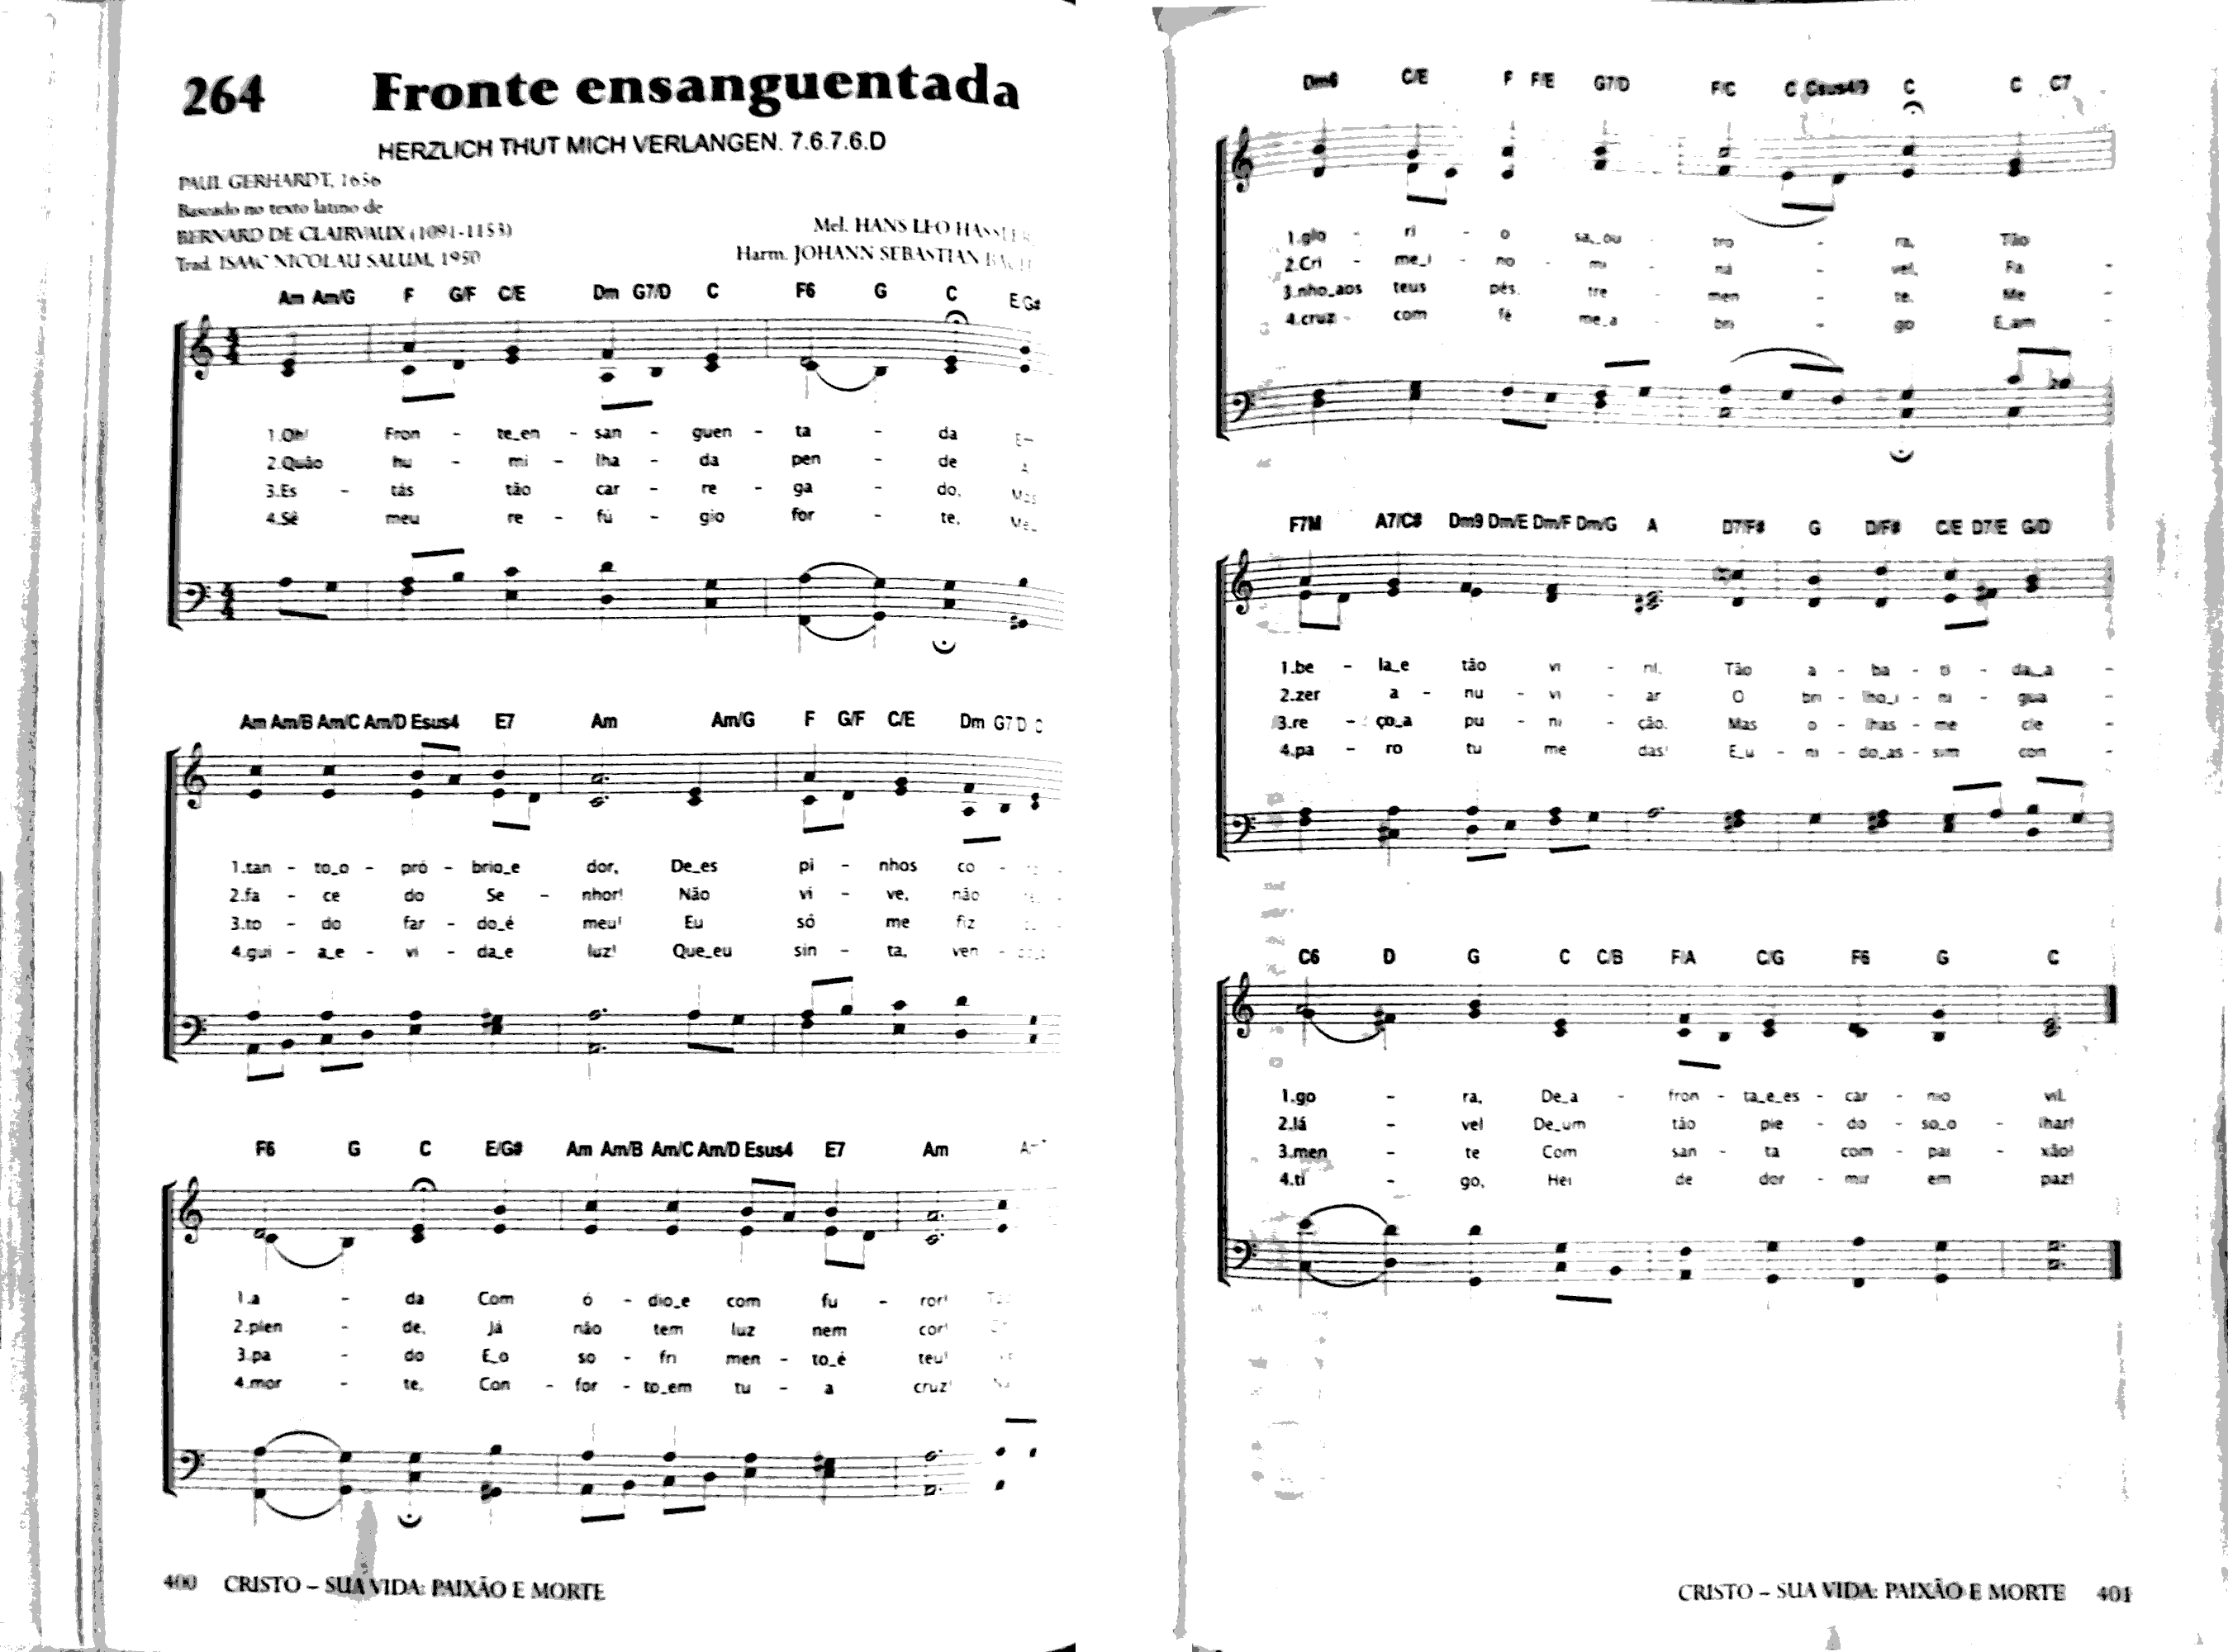 264 Fronte ensanguentada
HERZLICH THUT MICH VERLANGEN. 7.6.7.6.D
PAUL GERHARDT, 1656
Baseado no texto latino de
BERNARD DE CLAIRVAUX (1091-1153)
Trad. ISAAC NICOLAU SALUM, 1950
Mel. HANS LEO HASSLER
Harm. JOHANN SEBASTIAN BACH
Am Am/G F G/F C/E Dm G7/D C F6 G C E/G#
1.Oh! Fron - te_en - san - guen - ta - da
2.Quão hu - mi - lha - da pen - de
3.Es - tás tão car - re - ga - do, Mas
4.Sê meu re - fú - gio for - te,
Am Am/B Am/C Am/D Esus4 E7 Am Am/G F G/F C/E Dm G7/D C
1.tan - to_o - pró - brio_e dor, De_es pi - nhos co -
2.fa - ce do Se - nhor! Não vi - ve, não
3.to - do far - do_é meu! Eu só me fiz
4.gui - a_e - vi - da_e luz! Que_eu sin - ta, ven -
F6 G C E/G# Am Am/B Am/C Am/D Esus4 E7 Am
1.a - da Com ó - dio_e com fu - ror!
2.plen - de, Já não tem luz nem cor!
3.pa - do E_o so - fri men - to_é teu!
4.mor - te, Con - for - to_em tu - a cruz!
400 CRISTO – SUA VIDA: PAIXÃO E MORTE
Dm6 C/E F F/E G7/D F/C C Csus4/9 C C C7
1.glo - ri - o sa,_ou - tro - ra, Tão
2.Cri - me_i - no - mi - ná - vel, Fa -
3.nho_aos teus pés, tre - men - te, Me -
4.cruz - com fé me_a - bri - go E_am -
F7M A7/C# Dm9 Dm/E Dm/F Dm/G A D7/F# G D/F# C/E D7/E G/D
1.be - la_e tão vi - ril, Tão a - ba - ti - da_a -
2.zer a - nu - vi - ar O bri - lho_i - ni - gua -
3.re - ço_a pu - ni - ção. Mas o - lhas - me cle -
4.pa - ro tu me das! E_u - ni - do_as - sim con -
C6 D G C C/B F/A C/G F6 G C
1.go - ra, De_a - fron - ta_e_es - cár - nio vil.
2.lá - vel De_um tão pie - do - so_o - lhar!
3.men - te Com san - ta com - pai - xão!
4.ti - go, Hei de dor - mir em paz!
CRISTO – SUA VIDA: PAIXÃO E MORTE 401